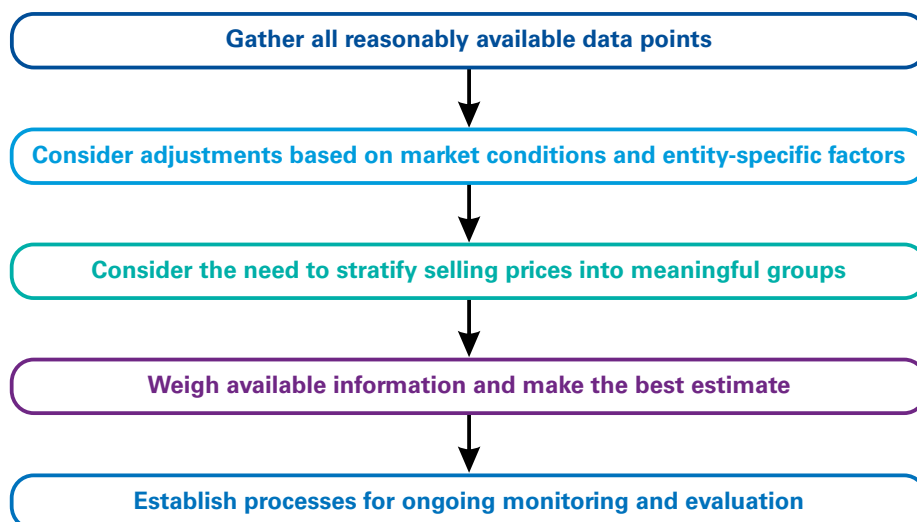 Gather all reasonably available data points
Consider adjustments based on market conditions and entity-specific factors
Consider the need to stratify selling prices into meaningful groups
Weigh available information and make the best estimate
Establish processes for ongoing monitoring and evaluation